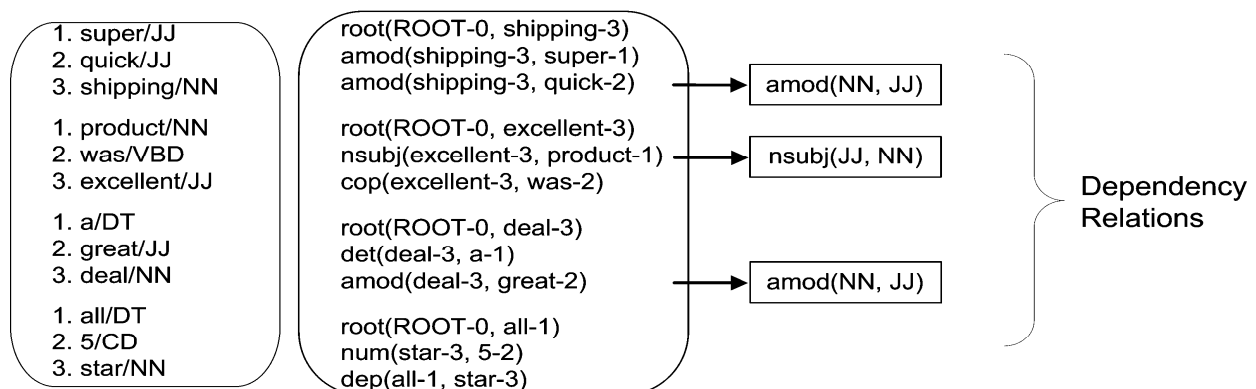 1. super/JJ
2. quick/JJ
3. shipping/NN
1. product/NN
2. was/VBD
3. excellent/JJ
1. a/DT
2. great/JJ
3. deal/NN
1. all/DT
2. 5/CD
3. star/NN
root(ROOT-0, shipping-3)
amod(shipping-3, super-1)
amod(shipping-3, quick-2)
root(ROOT-0, excellent-3)
nsubj(excellent-3, product-1)
cop(excellent-3, was-2)
root(ROOT-0, deal-3)
det(deal-3, a-1)
amod(deal-3, great-2)
root(ROOT-0, all-1)
num(star-3, 5-2)
dep(all-1, star-3)
amod(NN, JJ)
nsubj(JJ, NN)
amod(NN, JJ)
Dependency
Relations